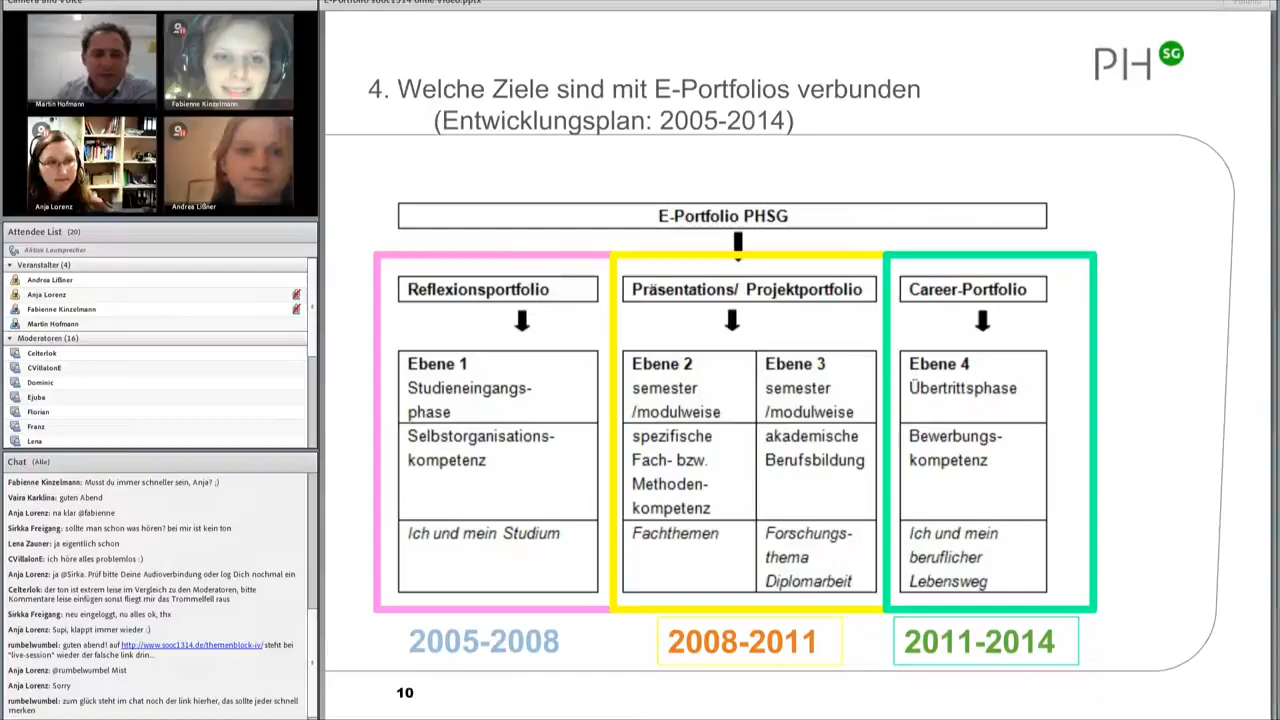 Camera and Voice
E-Portfolio sooc1314 ohne Video.pptx
Martin Hofmann
Fabienne Kinzelmann
Anja Lorenz
Andrea Lißner
Attendee List (20)
Aktive Lautsprecher
Veranstalter (4)
Andrea Lißner
Anja Lorenz
Fabienne Kinzelmann
Martin Hofmann
Moderatoren (16)
Celterlok
CVillalonE
Dominic
Ejuba
Florian
Franz
Lena
Chat (Alle)
Fabienne Kinzelmann: Musst du immer schneller sein, Anja? ;)
Vaira Karklina: guten Abend
Anja Lorenz: na klar @fabienne
Sirkka Freigang: sollte man schon was hören? bei mir ist kein ton
Lena Zauner: ja eigentlich schon
CVillalonE: ich höre alles problemlos :)
Anja Lorenz: ja @Sirka. Prüf bitte Deine Audioverbindung oder log Dich nochmal ein
Celterlok: der ton ist extrem leise im Vergleich zu den Moderatoren, bitte
Kommentare leise einfügen sonst fliegt mir das Trommelfell raus
Sirkka Freigang: neu eingeloggt, nu alles ok, thx
Anja Lorenz: Supi, klappt immer wieder :)
rumbelwumbel: guten abend! auf http://www.sooc1314.de/themenblock-iv/ steht bei
"live-session" wieder der falsche link drin...
Anja Lorenz: @rumbelwumbel Mist
Anja Lorenz: Sorry
rumbelwumbel: zum glück steht im chat noch der link hierher, das sollte jeder schnell
merken
PH SG
4. Welche Ziele sind mit E-Portfolios verbunden
(Entwicklungsplan: 2005-2014)
E-Portfolio PHSG
Reflexionsportfolio
Präsentations/ Projektportfolio
Career-Portfolio
Ebene 1
Studieneingangs-
phase
Selbstorganisations-
kompetenz
Ich und mein Studium
Ebene 2
semester
/modulweise
spezifische
Fach- bzw.
Methoden-
kompetenz
Fachthemen
Ebene 3
semester
/modulweise
akademische
Berufsbildung
Forschungs-
thema
Diplomarbeit
Ebene 4
Übertrittsphase
Bewerbungs-
kompetenz
Ich und mein
beruflicher
Lebensweg
2005-2008
2008-2011
2011-2014
10